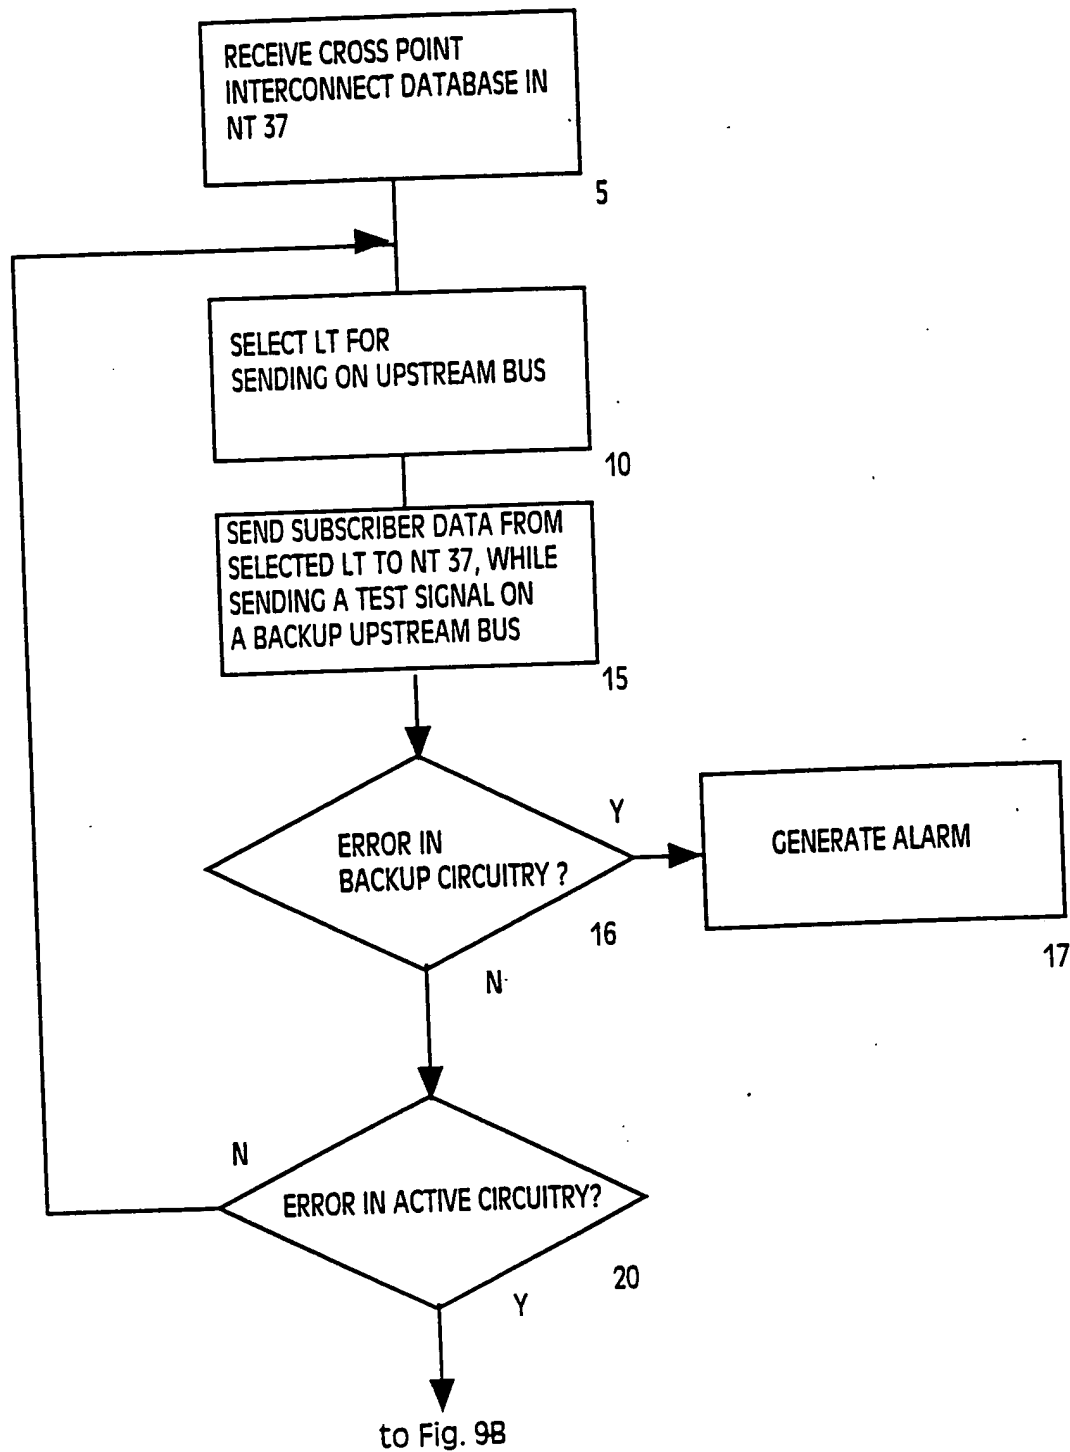 RECEIVE CROSS POINT
INTERCONNECT DATABASE IN
NT 37
5
SELECT LT FOR
SENDING ON UPSTREAM BUS
10
SEND SUBSCRIBER DATA FROM
SELECTED LT TO NT 37, WHILE
SENDING A TEST SIGNAL ON
A BACKUP UPSTREAM BUS
15
ERROR IN
BACKUP CIRCUITRY ?
Y
16
N
GENERATE ALARM
17
N
ERROR IN ACTIVE CIRCUITRY?
20
Y
to Fig. 9B